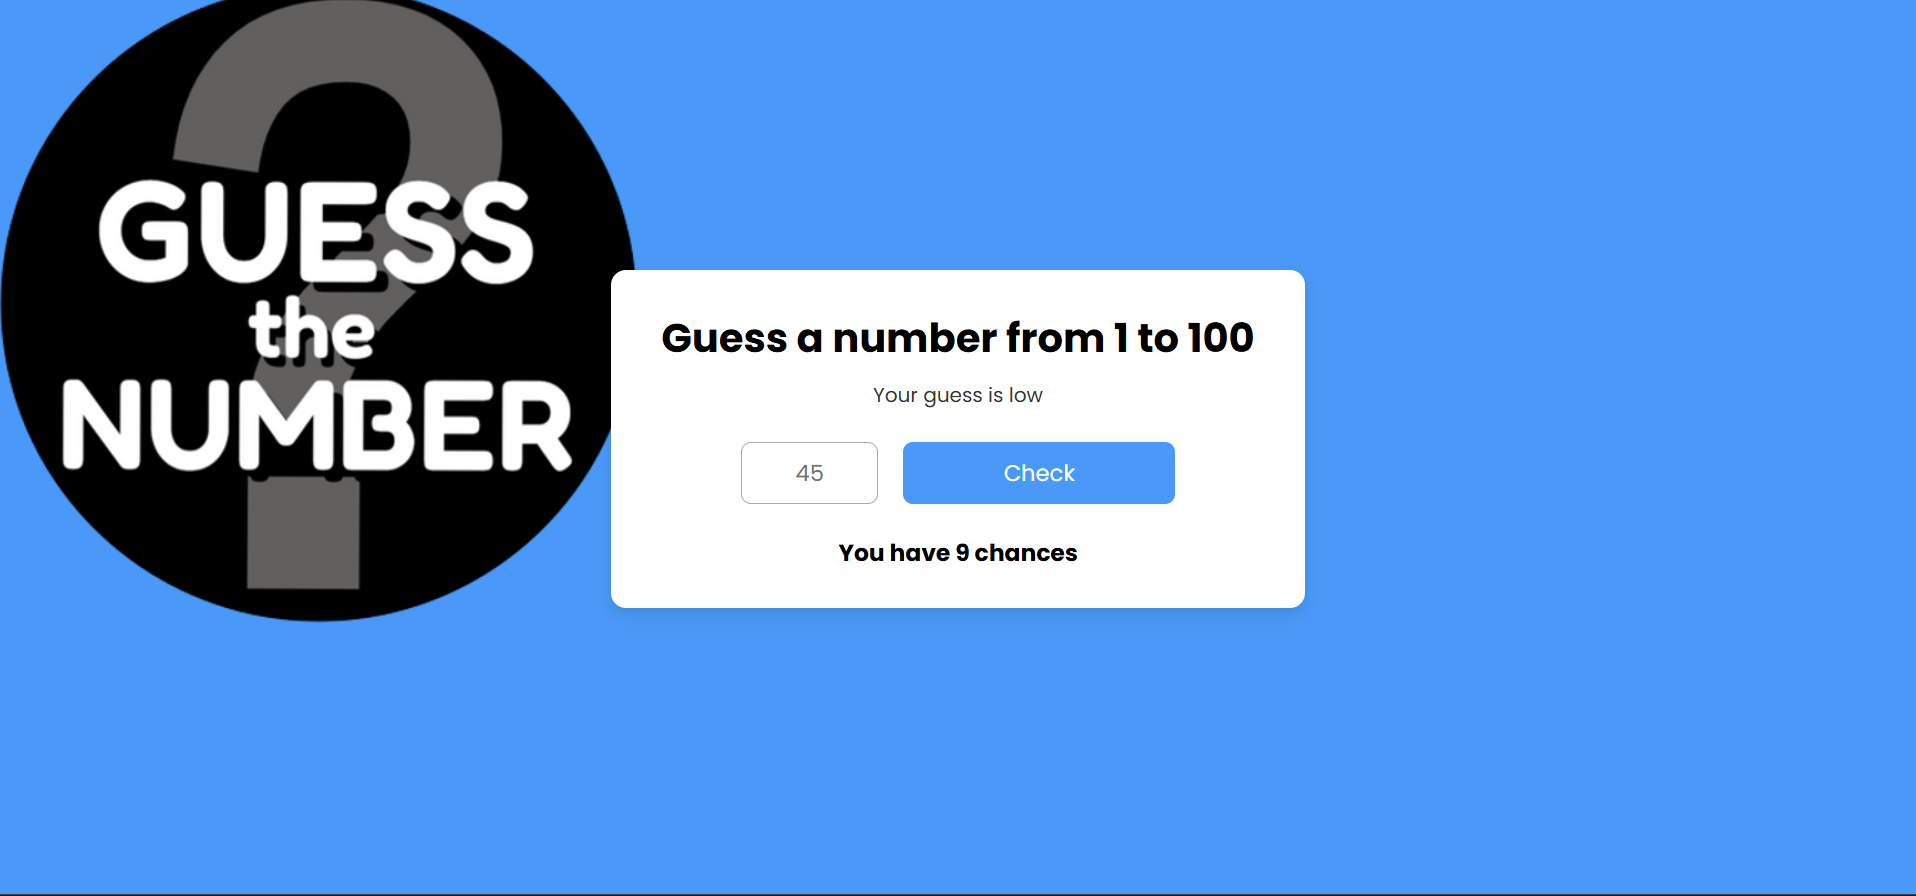 GUESS
the
NUMBER
Guess a number from 1 to 100
Your guess is low
45
Check
You have 9 chances